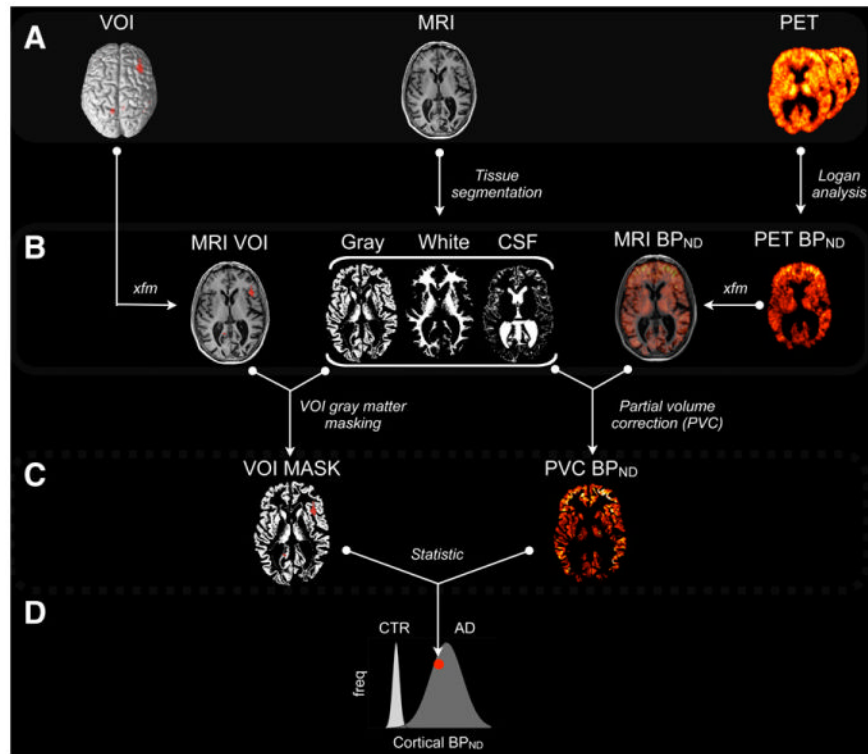 A
VOI
MRI
PET
Tissue
segmentation
Logan
analysis
B
MRI VOI
Gray
White
CSF
MRI BPND
PET BPND
xfm
xfm
VOI gray matter
masking
Partial volume
correction (PVC)
C
VOI MASK
PVC BPND
Statistic
D
CTR
AD
freq
Cortical BPND